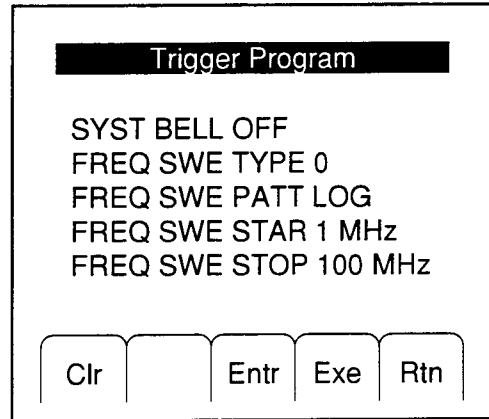 Trigger Program
SYST BELL OFF
FREQ SWE TYPE 0
FREQ SWE PATT LOG
FREQ SWE STAR 1 MHz
FREQ SWE STOP 100 MHz
Clr Entr Exe Rtn